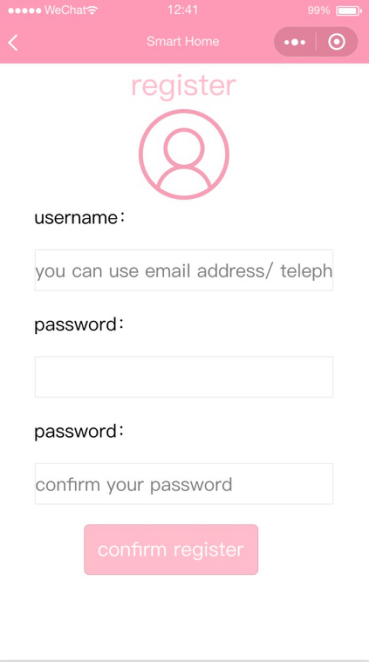 WeChat 12:41 99%
Smart Home
register
username：
you can use email address/ teleph
password：
password：
confirm your password
confirm register